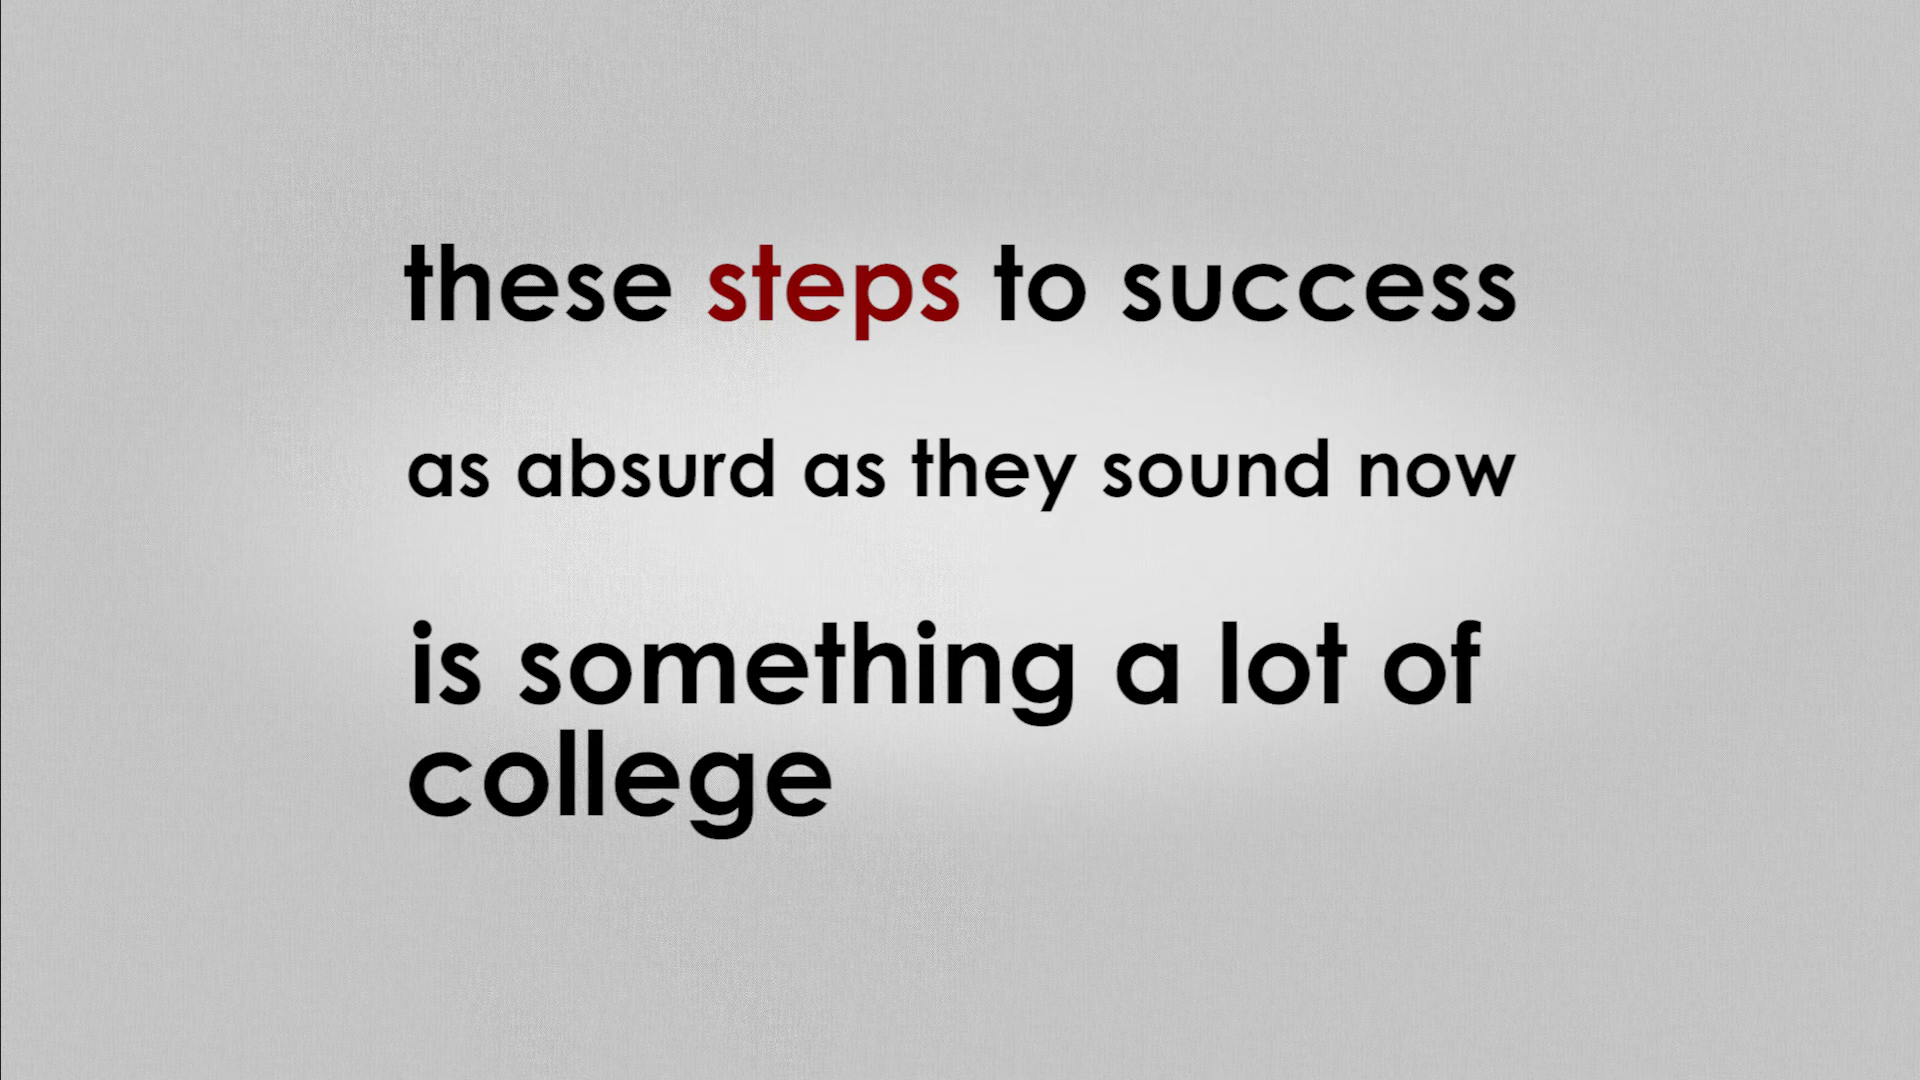 these steps to success
as absurd as they sound now
is something a lot of
college